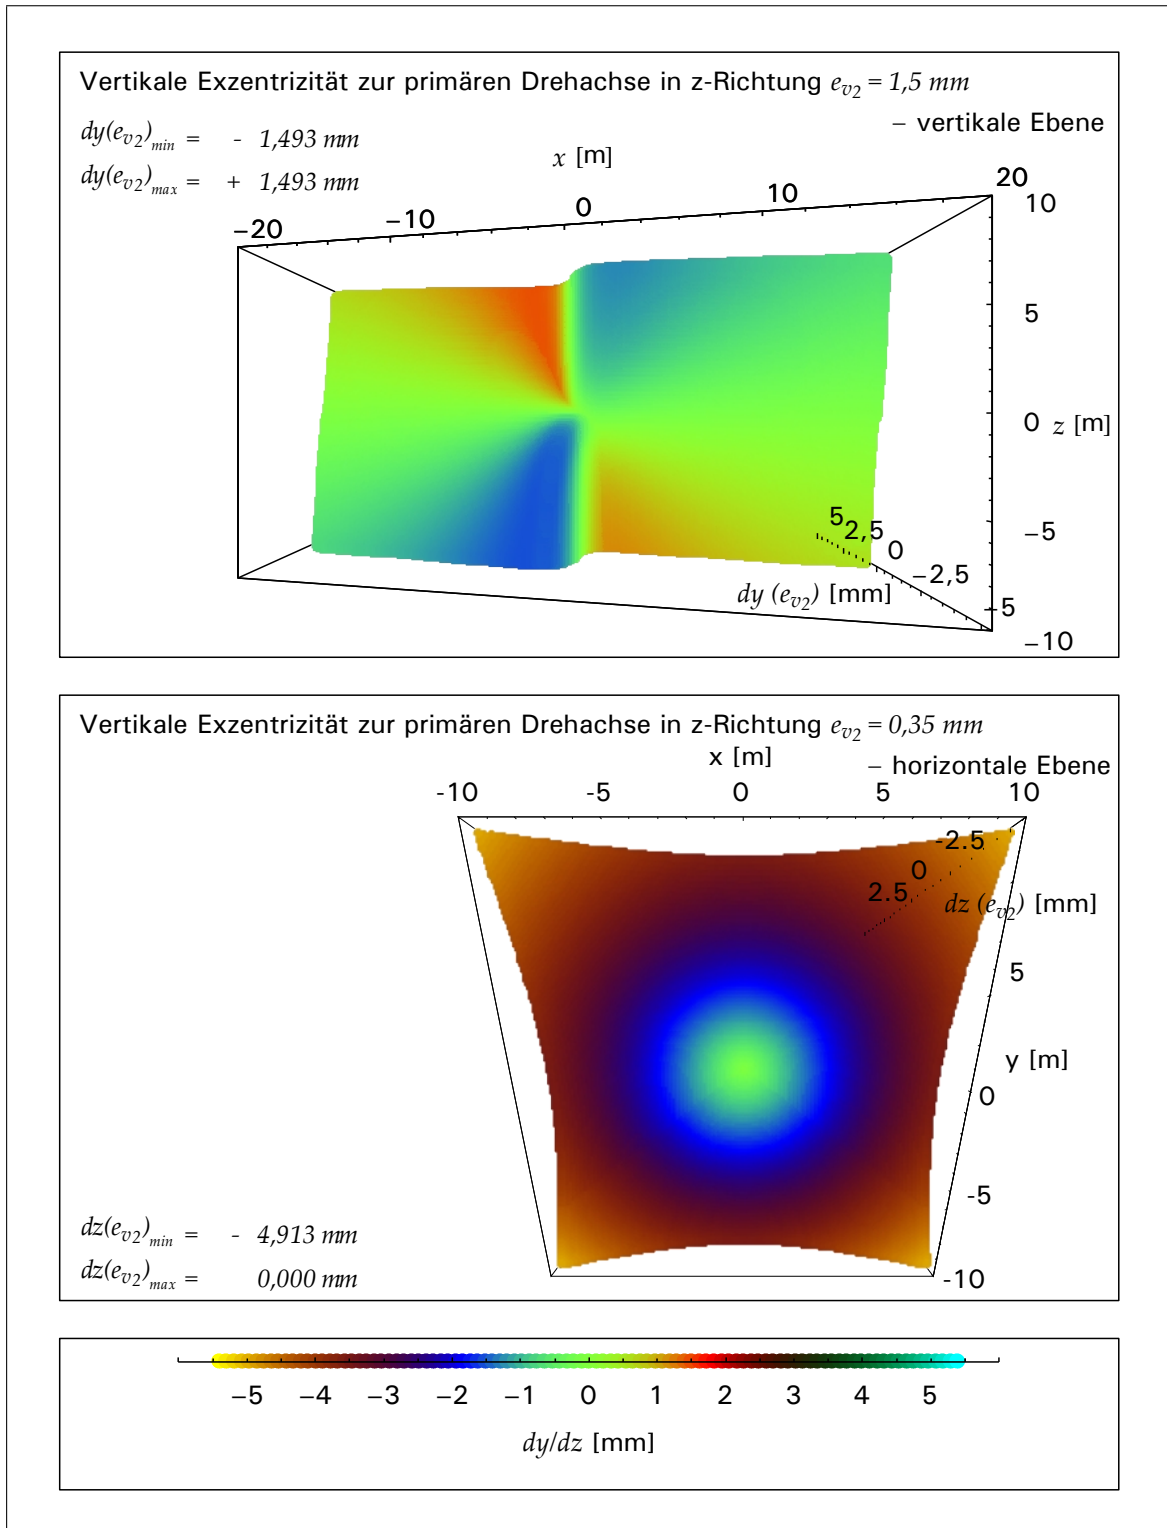 Vertikale Exzentrizität zur primären Drehachse in z-Richtung e_v2 = 1,5 mm
– vertikale Ebene
dy(e_v2)_min = - 1,493 mm
dy(e_v2)_max = + 1,493 mm
x [m]
−20 −10 0 10 20
10
5
0 z [m]
−5
−10
5 2,5 0 −2,5 −5
dy (e_v2) [mm]
Vertikale Exzentrizität zur primären Drehachse in z-Richtung e_v2 = 0,35 mm
– horizontale Ebene
x [m]
-10 -5 0 5 10
-2.5
0
2.5
dz (e_v2) [mm]
5
y [m]
0
-5
-10
dz(e_v2)_min = - 4,913 mm
dz(e_v2)_max = 0,000 mm
−5 −4 −3 −2 −1 0 1 2 3 4 5
dy/dz [mm]